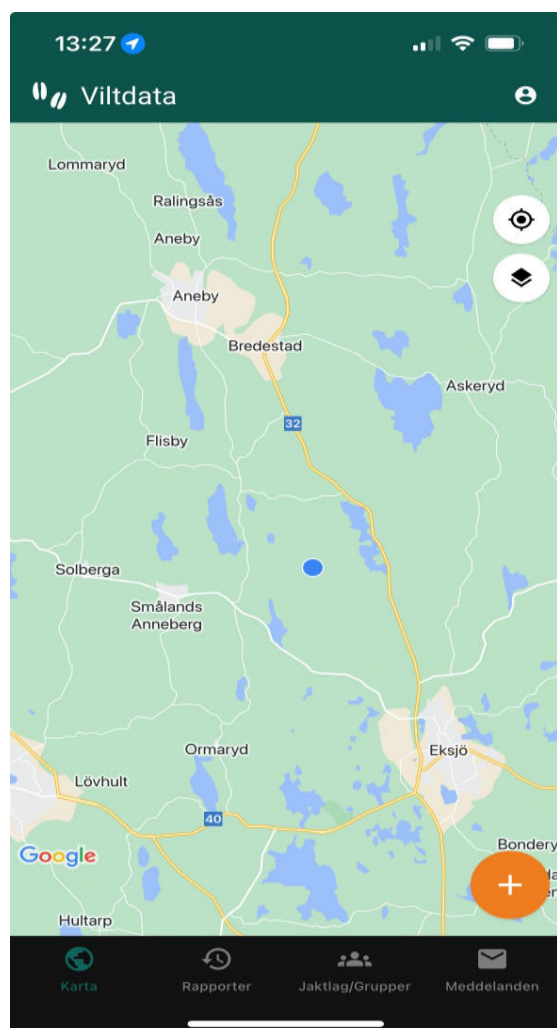 13:27
Viltdata
Lommaryd
Ralingsås
Aneby
Aneby
Bredestad
Askeryd
32
Flisby
Solberga
Smålands
Anneberg
Ormaryd
Eksjö
Lövhult
40
Google
Bondery
Hultarp
Karta
Rapporter
Jaktlag/Grupper
Meddelanden